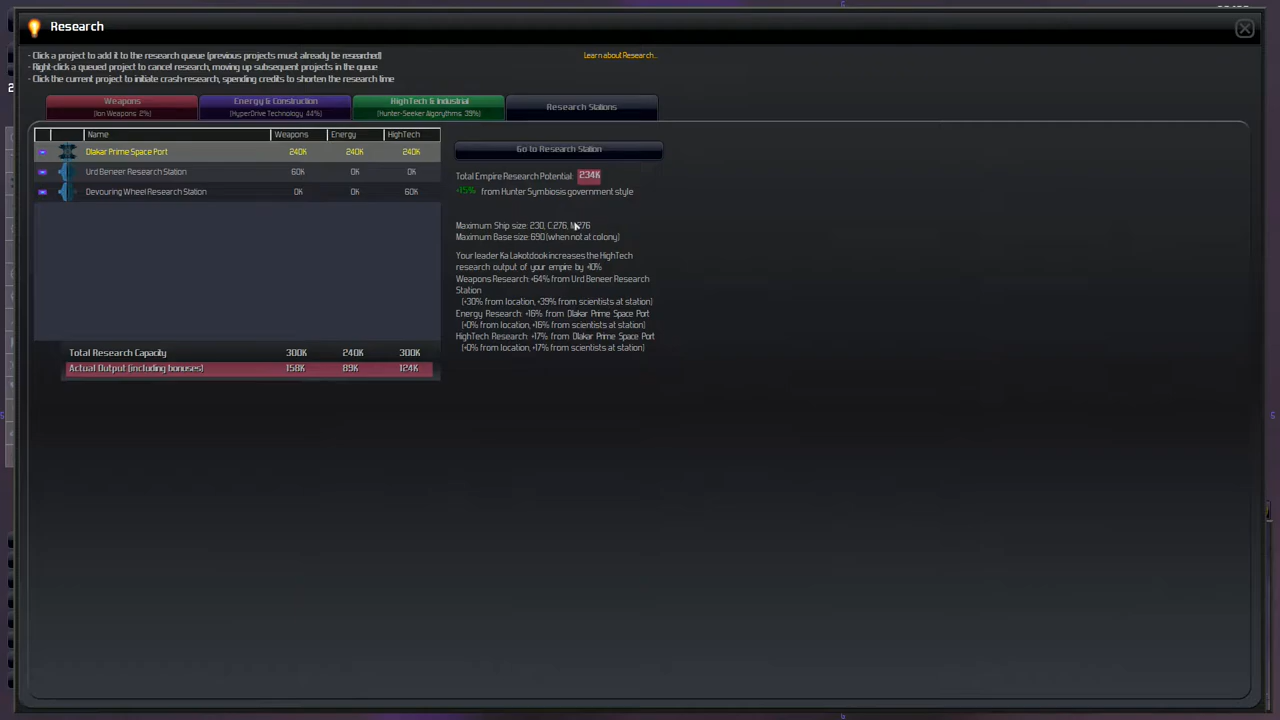 Research
- Click a project to add it to the research queue (previous projects must already be researched)
Learn about Research...
- Right-click a queued project to cancel research, moving up subsequent projects in the queue
- Click the current project to initiate crash-research, spending credits to shorten the research time
Weapons
(Ion Weapons: 2%)
Energy & Construction
(HyperDrive Technology: 44%)
HighTech & Industrial
(Hunter-Seeker Algorithms: 39%)
Research Stations
Name Weapons Energy HighTech
Dlakar Prime Space Port 240K 240K 240K
Urd Beneer Research Station 60K 0K 0K
Devouring Wheel Research Station 0K 0K 60K
Total Research Capacity 300K 240K 300K
Actual Output (including bonuses) 158K 89K 124K
Go to Research Station
Total Empire Research Potential: 234K
+15% from Hunter Symbiosis government style
Maximum Ship size: 230, C:276,
Maximum Base size: 690 (when not at colony)
Your leader Ka Lakotdook increases the HighTech
research output of your empire by +10%
Weapons Research: +64% from Urd Beneer Research
Station
(+30% from location, +39% from scientists at station)
Energy Research: +16% from Dlakar Prime Space Port
(+0% from location, +16% from scientists at station)
HighTech Research: +17% from Dlakar Prime Space Port
(+0% from location, +17% from scientists at station)